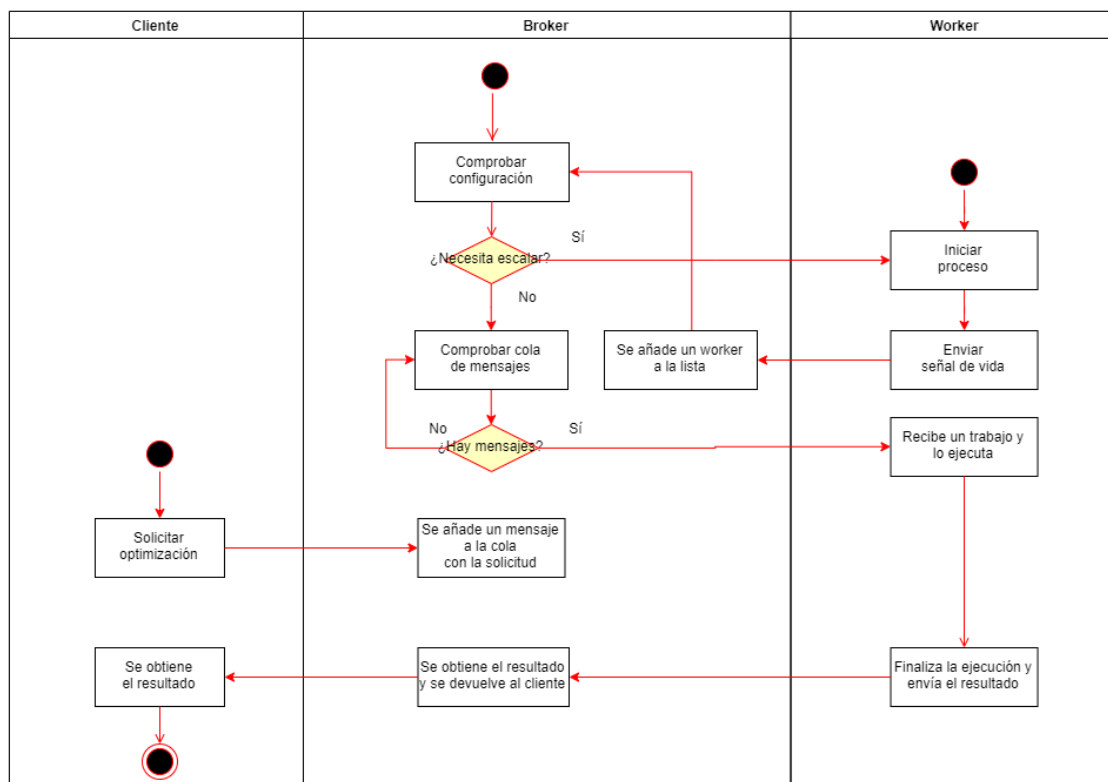 Cliente
Broker
Worker
Comprobar
configuración
¿Necesita escalar?
Sí
No
Iniciar
proceso
Comprobar cola
de mensajes
Se añade un worker
a la lista
Enviar
señal de vida
No
¿Hay mensajes?
Sí
Recibe un trabajo y
lo ejecuta
Solicitar
optimización
Se añade un mensaje
a la cola
con la solicitud
Se obtiene
el resultado
Se obtiene el resultado
y se devuelve al cliente
Finaliza la ejecución y
envía el resultado